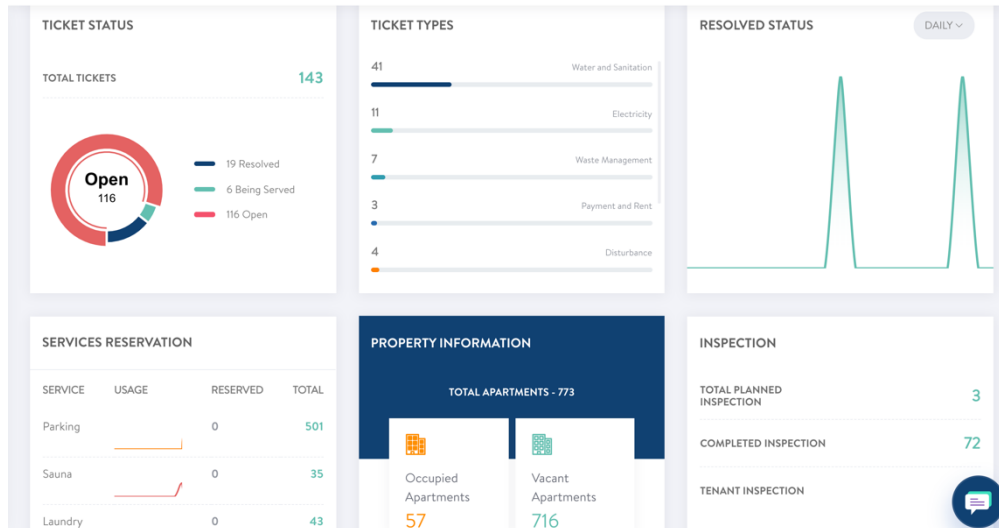 TICKET STATUS
TOTAL TICKETS 143
Open
116
19 Resolved
6 Being Served
116 Open
TICKET TYPES
41 Water and Sanitation
11 Electricity
7 Waste Management
3 Payment and Rent
4 Disturbance
RESOLVED STATUS DAILY
SERVICES RESERVATION
SERVICE USAGE RESERVED TOTAL
Parking 0 501
Sauna 0 35
Laundry 0 43
PROPERTY INFORMATION
TOTAL APARTMENTS - 773
Occupied
Apartments
57
Vacant
Apartments
716
INSPECTION
TOTAL PLANNED
INSPECTION 3
COMPLETED INSPECTION 72
TENANT INSPECTION